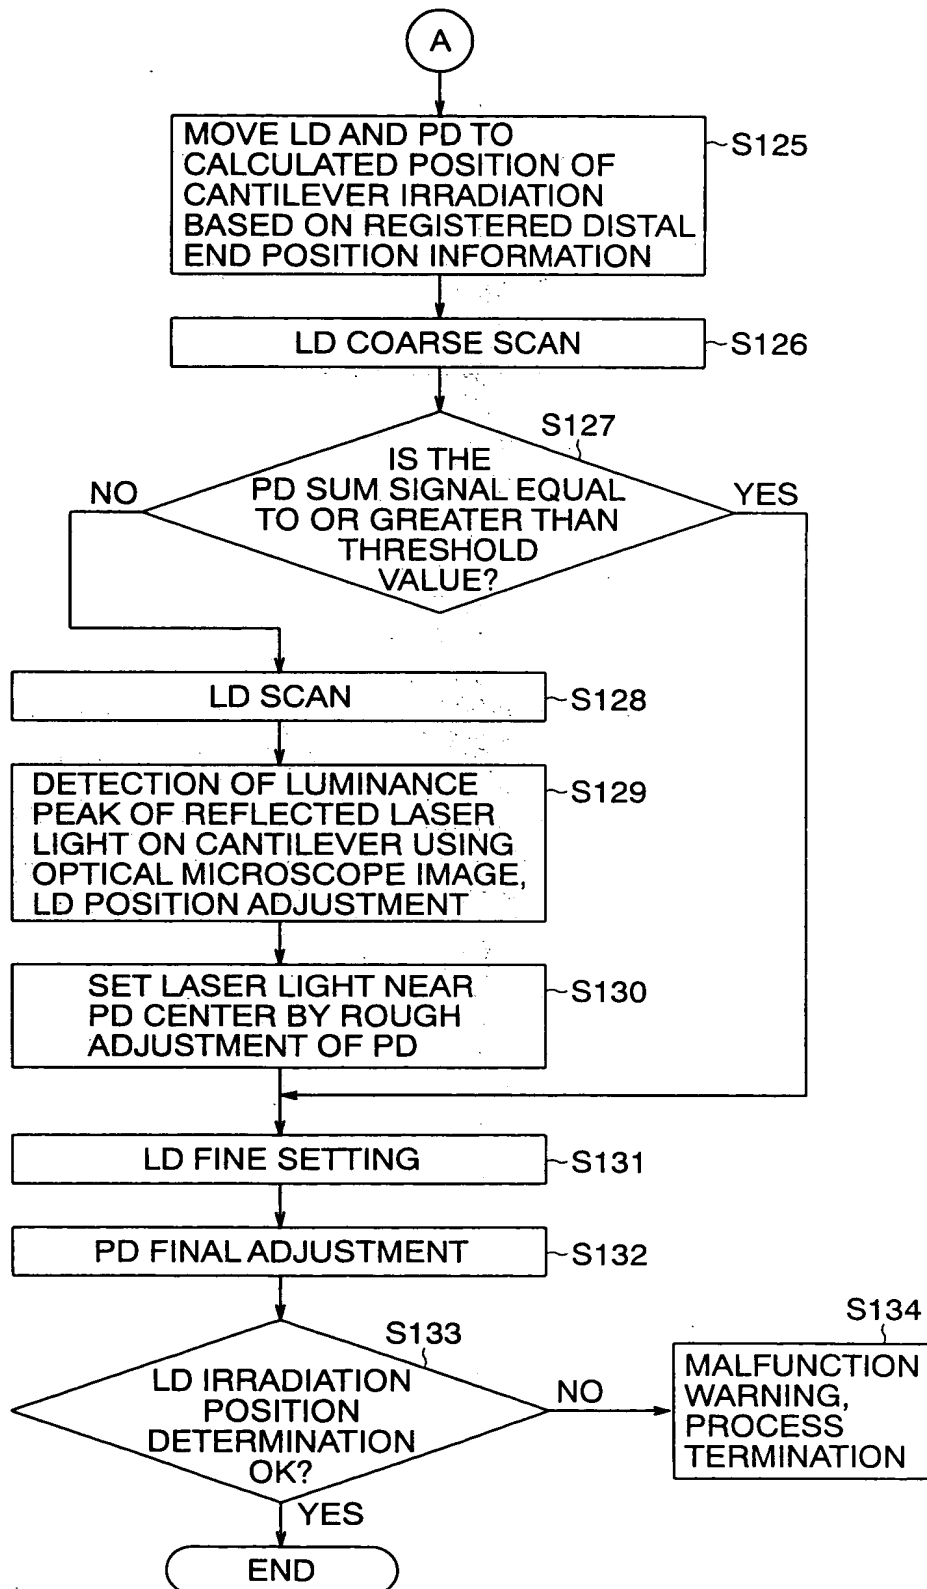 A
MOVE LD AND PD TO
CALCULATED POSITION OF
CANTILEVER IRRADIATION
BASED ON REGISTERED DISTAL
END POSITION INFORMATION
S125
LD COARSE SCAN
S126
S127
IS THE
PD SUM SIGNAL EQUAL
TO OR GREATER THAN
THRESHOLD
VALUE?
NO
YES
LD SCAN
S128
DETECTION OF LUMINANCE
PEAK OF REFLECTED LASER
LIGHT ON CANTILEVER USING
OPTICAL MICROSCOPE IMAGE,
LD POSITION ADJUSTMENT
S129
SET LASER LIGHT NEAR
PD CENTER BY ROUGH
ADJUSTMENT OF PD
S130
LD FINE SETTING
S131
PD FINAL ADJUSTMENT
S132
S133
LD IRRADIATION
POSITION
DETERMINATION
OK?
NO
S134
MALFUNCTION
WARNING,
PROCESS
TERMINATION
YES
END